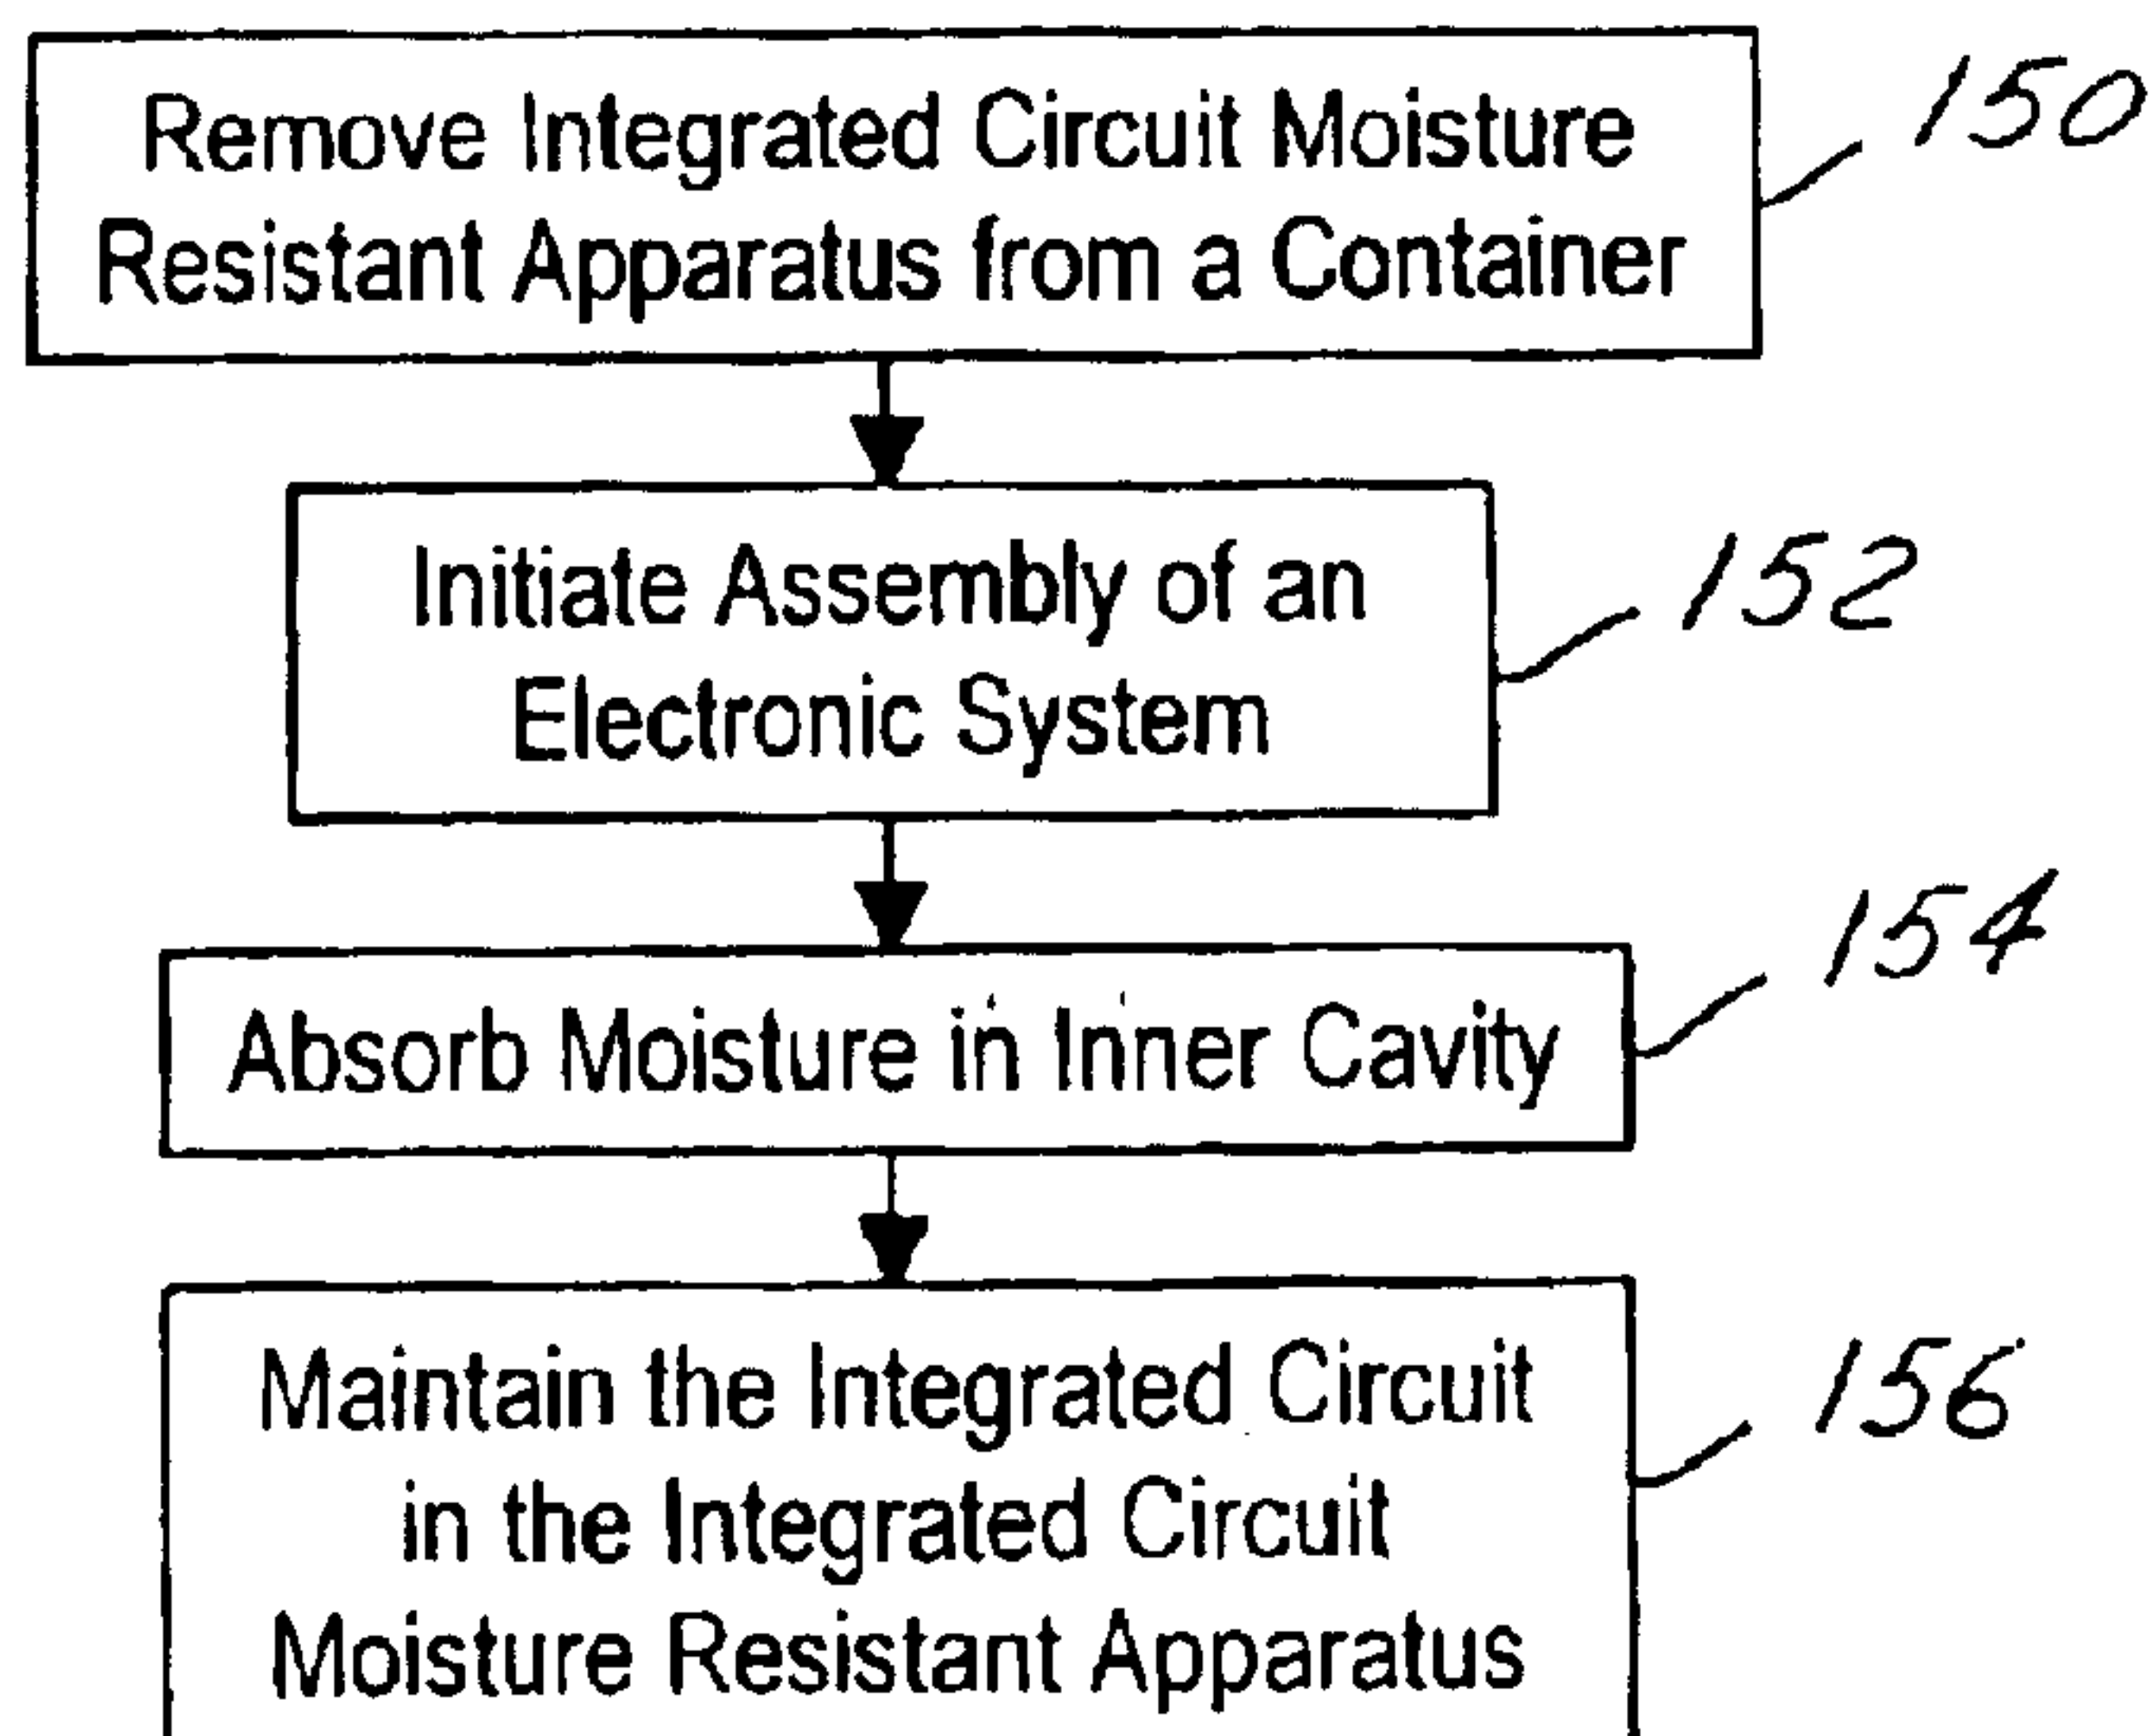 Remove Integrated Circuit Moisture
Resistant Apparatus from a Container
150
Initiate Assembly of an
Electronic System
152
Absorb Moisture in Inner Cavity
154
Maintain the Integrated Circuit
in the Integrated Circuit
Moisture Resistant Apparatus
156